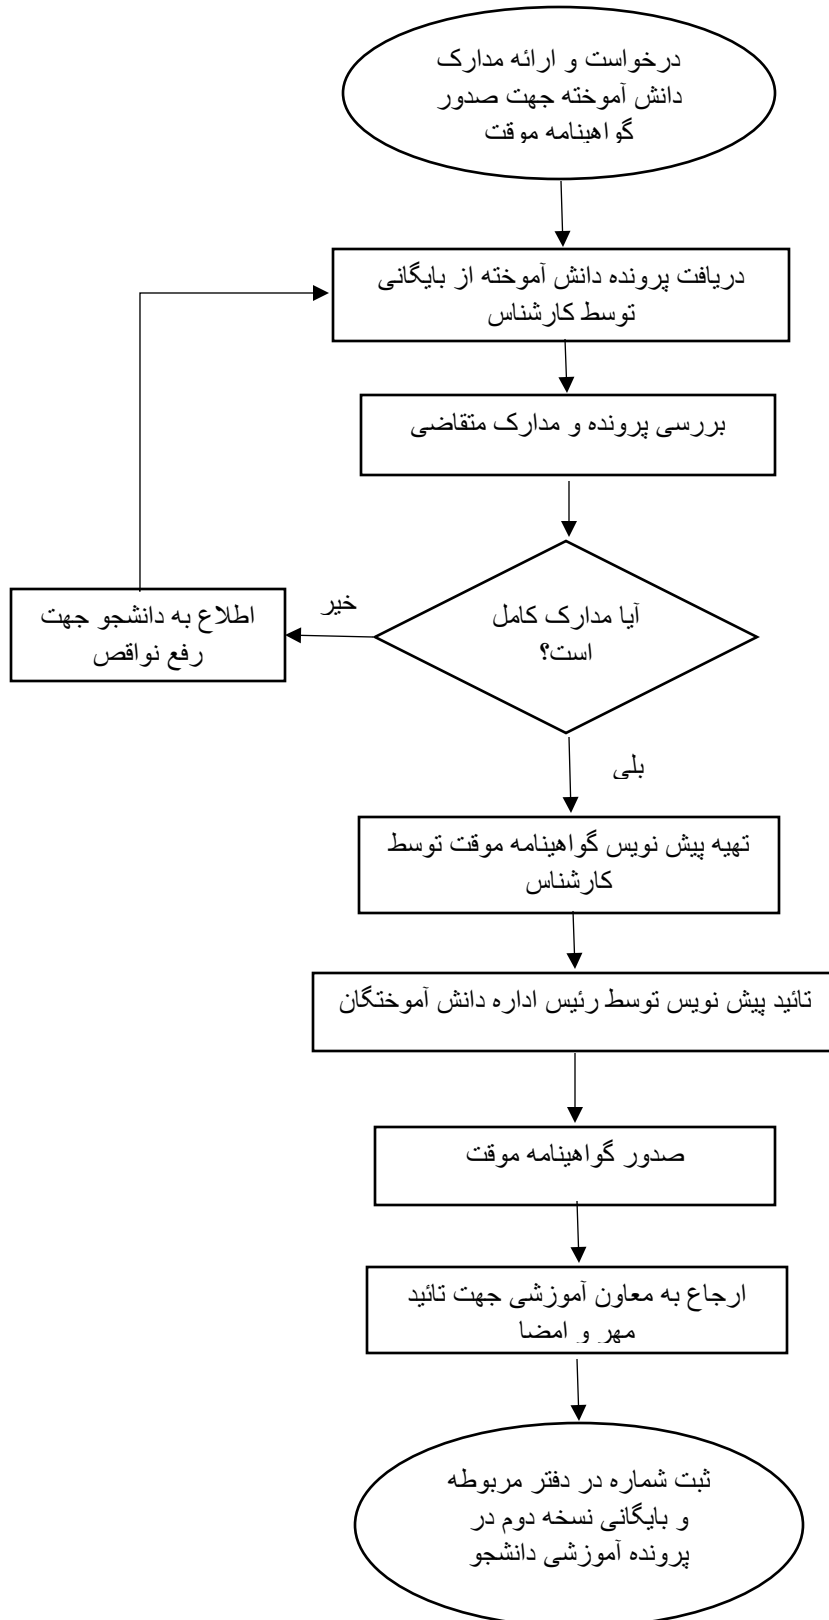 درخواست و ارائه مدارک
دانش آموخته جهت صدور
گواهینامه موقت
دریافت پرونده دانش آموخته از بایگانی
توسط کارشناس
بررسی پرونده و مدارک متقاضی
آیا مدارک کامل
است؟
خیر
اطلاع به دانشجو جهت
رفع نواقص
بلی
تهیه پیش نویس گواهینامه موقت توسط
کارشناس
تائید پیش نویس توسط رئیس اداره دانش آموختگان
صدور گواهینامه موقت
ارجاع به معاون آموزشی جهت تائید
مهر و امضا
ثبت شماره در دفتر مربوطه
و بایگانی نسخه دوم در
پرونده آموزشی دانشجو